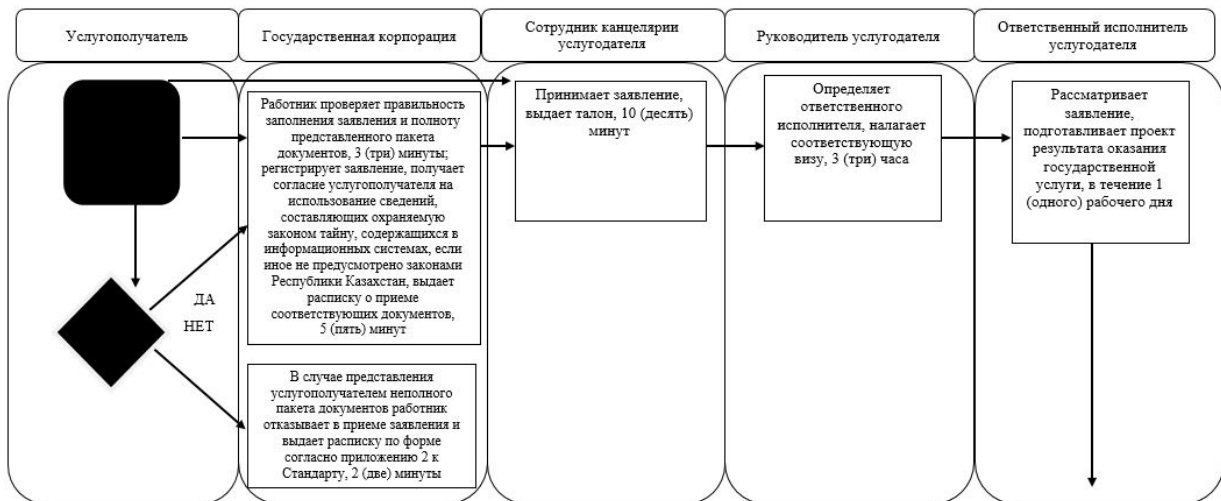 Услугополучатель
Государственная корпорация
Сотрудник канцелярии
услугодателя
Руководитель услугодателя
Ответственный исполнитель
услугодателя
Работник проверяет правильность
заполнения заявления и полноту
представленного пакета
документов, 3 (три) минуты;
регистрирует заявление, получает
согласие услугополучателя на
использование сведений,
составляющих охраняемую
законом тайну, содержащихся в
информационных системах, если
иное не предусмотрено законами
Республики Казахстан, выдает
расписку о приеме
соответствующих документов,
5 (пять) минут
Принимает заявление,
выдает талон, 10 (десять)
минут
Определяет
ответственного
исполнителя, налагает
соответствующую
визу, 3 (три) часа
Рассматривает
заявление,
подготавливает проект
результата оказания
государственной
услуги, в течение 1
(одного) рабочего дня
ДА
НЕТ
В случае представления
услугополучателем неполного
пакета документов работник
отказывает в приеме заявления и
выдает расписку по форме
согласно приложению 2 к
Стандарту, 2 (две) минуты